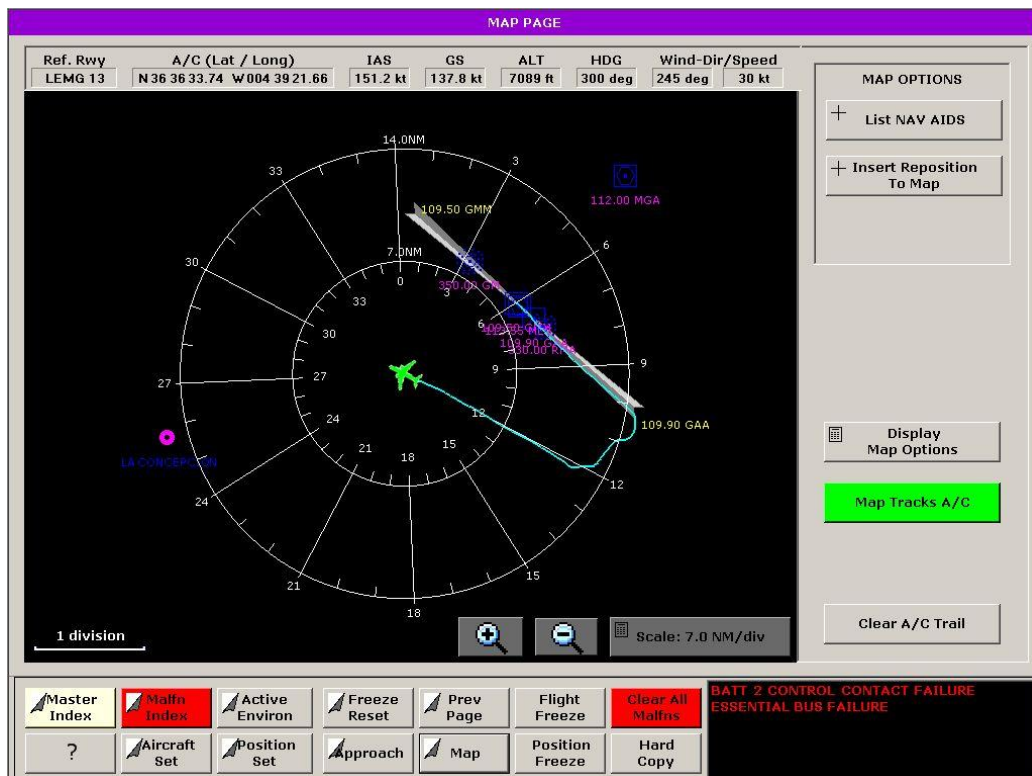 MAP PAGE
Ref. Rwy A/C (Lat / Long) IAS GS ALT HDG Wind-Dir/Speed
LEMG 13 N 36 36 33.74 W 004 39 21.66 151.2 kt 137.8 kt 7089 ft 300 deg 245 deg 30 kt
MAP OPTIONS
List NAV AIDS
Insert Reposition
To Map
14.0NM
3
33
112.00 MGA
109.50 GMM
6
7.0NM
30
350.00
0
3
33
6
30
109.90
9
9
27
27
12
109.90 GAA
24
15
21
18
LA CONCEPCION
12
24
15
21
18
Display
Map Options
Map Tracks A/C
Clear A/C Trail
1 division
Scale: 7.0 NM/div
Master
Index
Malfn
Index
Active
Environ
Freeze
Reset
Prev
Page
Flight
Freeze
Clear All
Malfns
BATT 2 CONTROL CONTACT FAILURE
ESSENTIAL BUS FAILURE
?
Aircraft
Set
Position
Set
Approach
Map
Position
Freeze
Hard
Copy